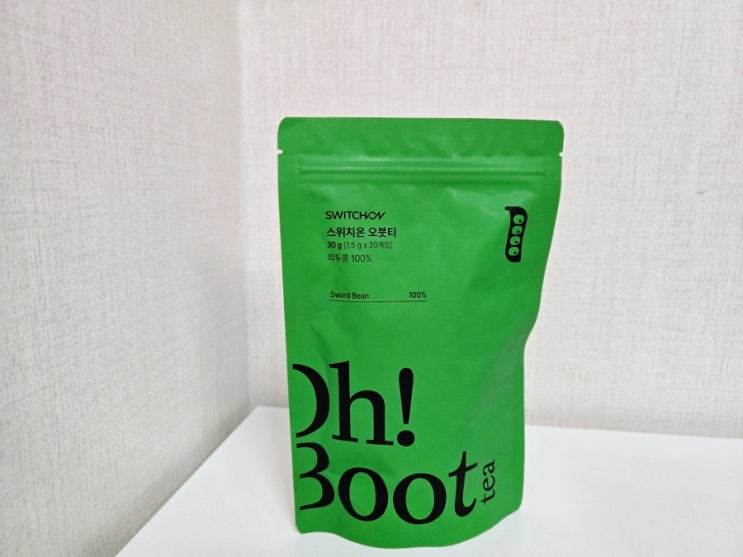 SWITCHON
스위치온 오붓티
30 g [1.5 g x 20개입]
작두콩 100%
Sword Bean 100%
Oh!
Boot
tea